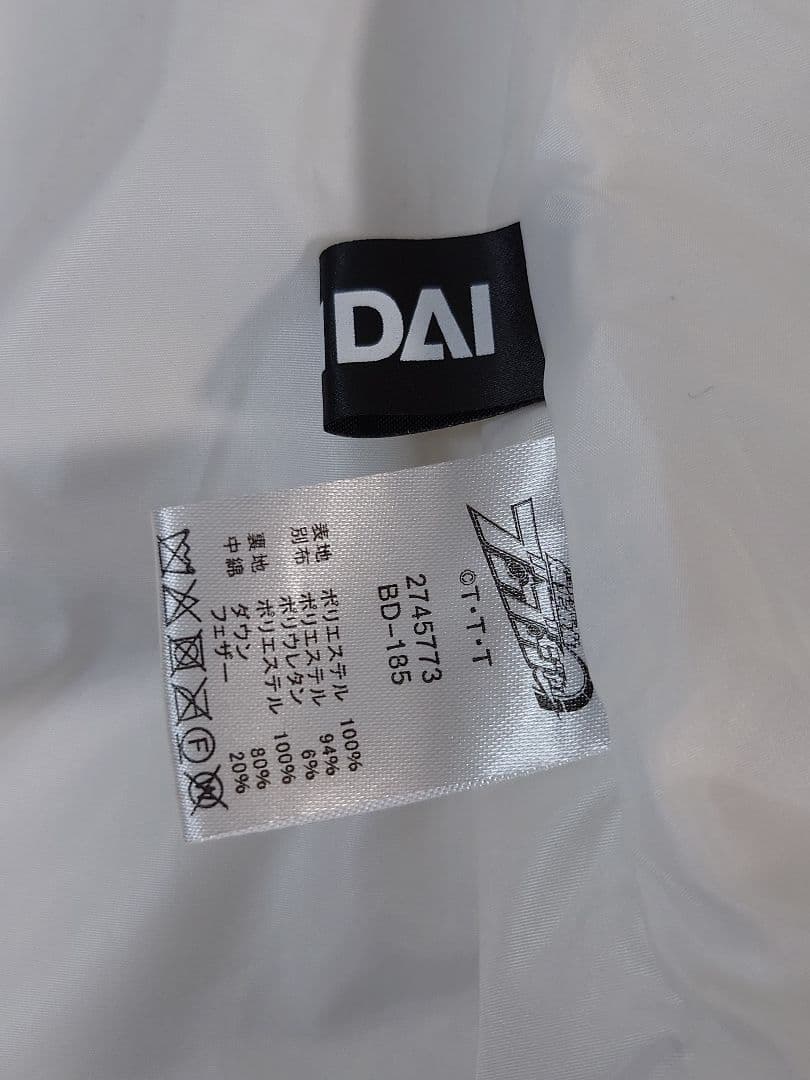 DAI
©T・T・T
2745773
BD-185
表地 ポリエステル 100%
別布 ポリエステル 94%
ポリウレタン 6%
裏地 ポリエステル 100%
中綿 ダウン 80%
フェザー 20%
F
W